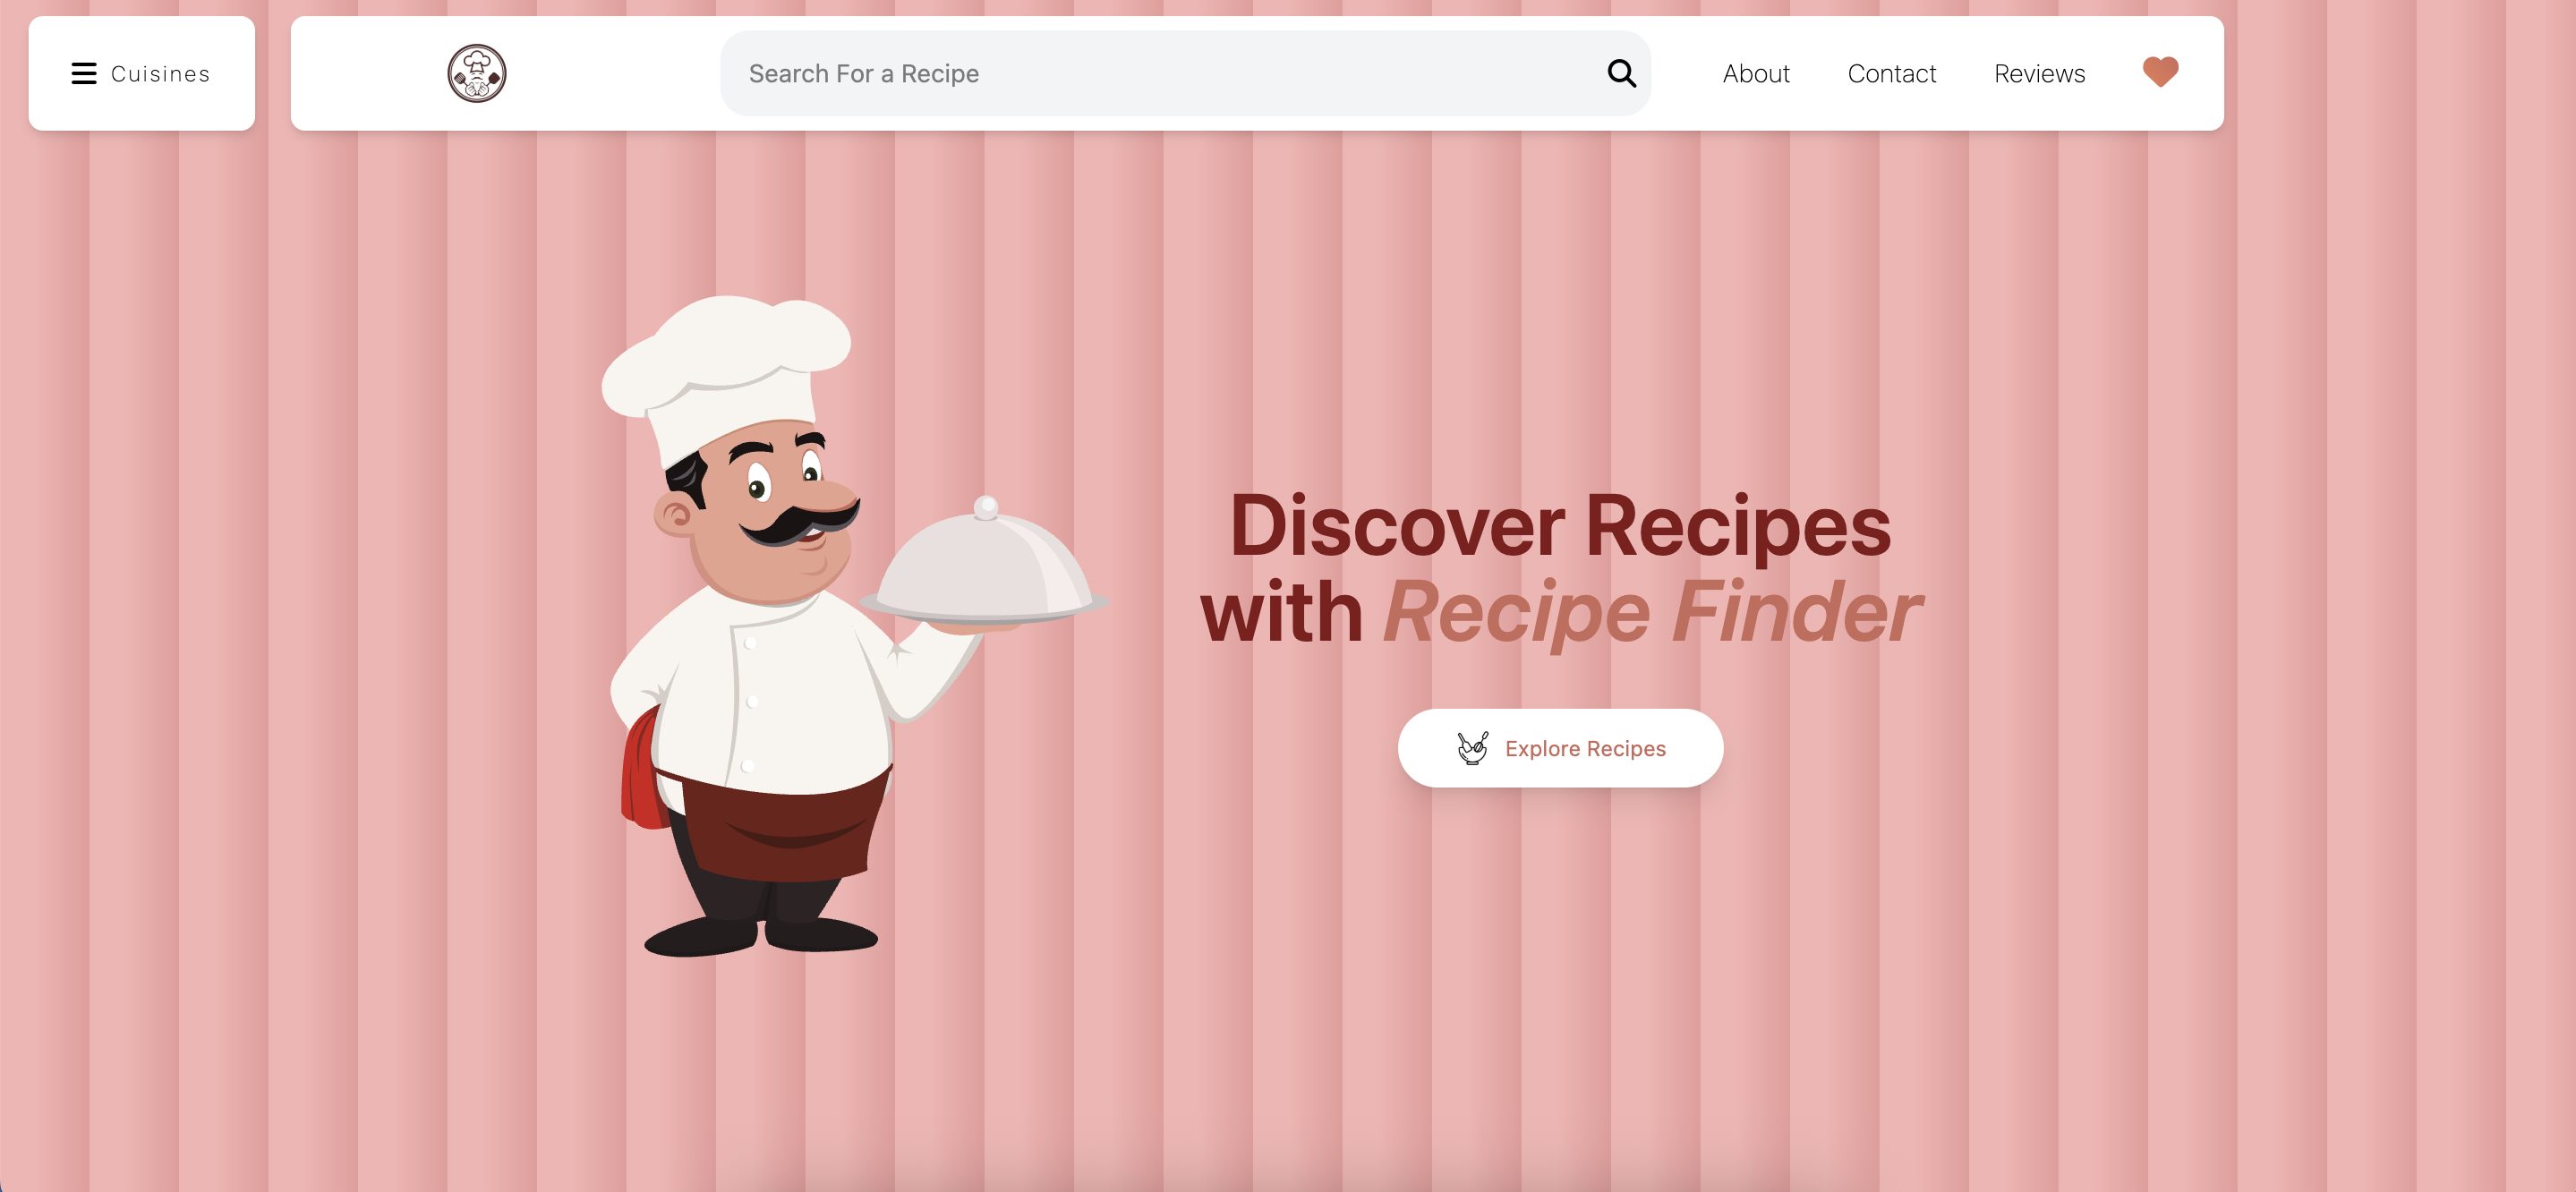 Cuisines
Search For a Recipe
About
Contact
Reviews
Discover Recipes
with Recipe Finder
Explore Recipes